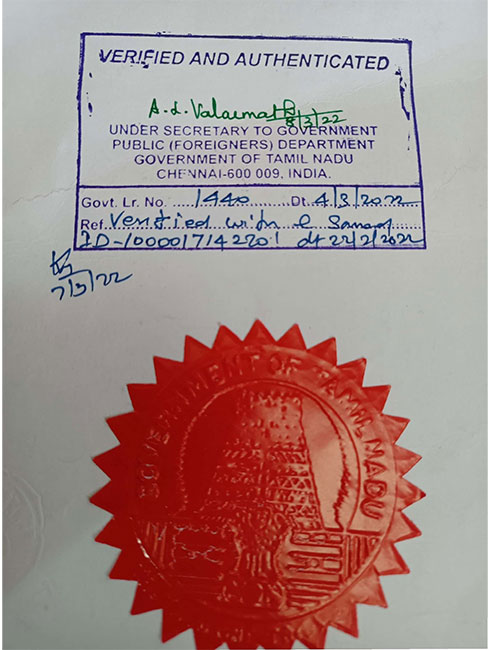 VERIFIED AND AUTHENTICATED
8/3/22
UNDER SECRETARY TO GOVERNMENT
PUBLIC (FOREIGNERS) DEPARTMENT
GOVERNMENT OF TAMIL NADU
CHENNAI-600 009. INDIA.
Govt. Lr. No. 1440 Dt. 4/3/2022
Ref. Verified with e Sanad
ID-1000017142201 dt 22/2/2022
7/3/22
GOVERNMENT OF TAMIL NADU